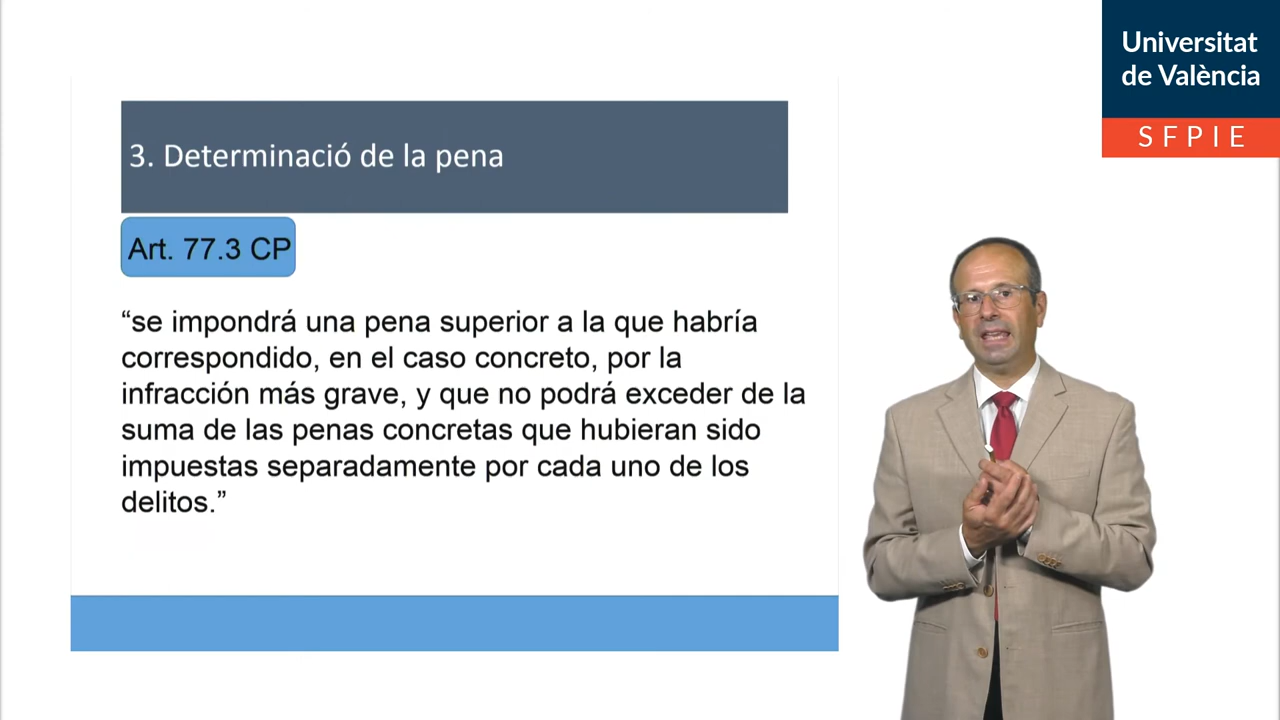 Universitat
de València
SFPIE
3. Determinació de la pena
Art. 77.3 CP
“se impondrá una pena superior a la que habría
correspondido, en el caso concreto, por la
infracción más grave, y que no podrá exceder de la
suma de las penas concretas que hubieran sido
impuestas separadamente por cada uno de los
delitos.”